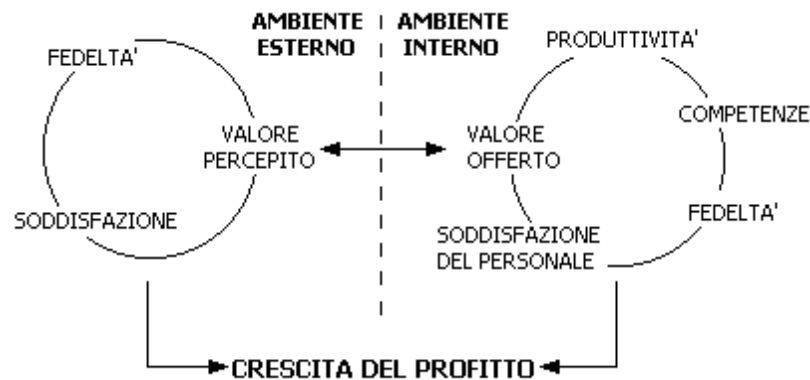 AMBIENTE
ESTERNO
AMBIENTE
INTERNO
FEDELTA'
VALORE
PERCEPITO
SODDISFAZIONE
PRODUTTIVITA'
COMPETENZE
VALORE
OFFERTO
FEDELTA'
SODDISFAZIONE
DEL PERSONALE
CRESCITA DEL PROFITTO